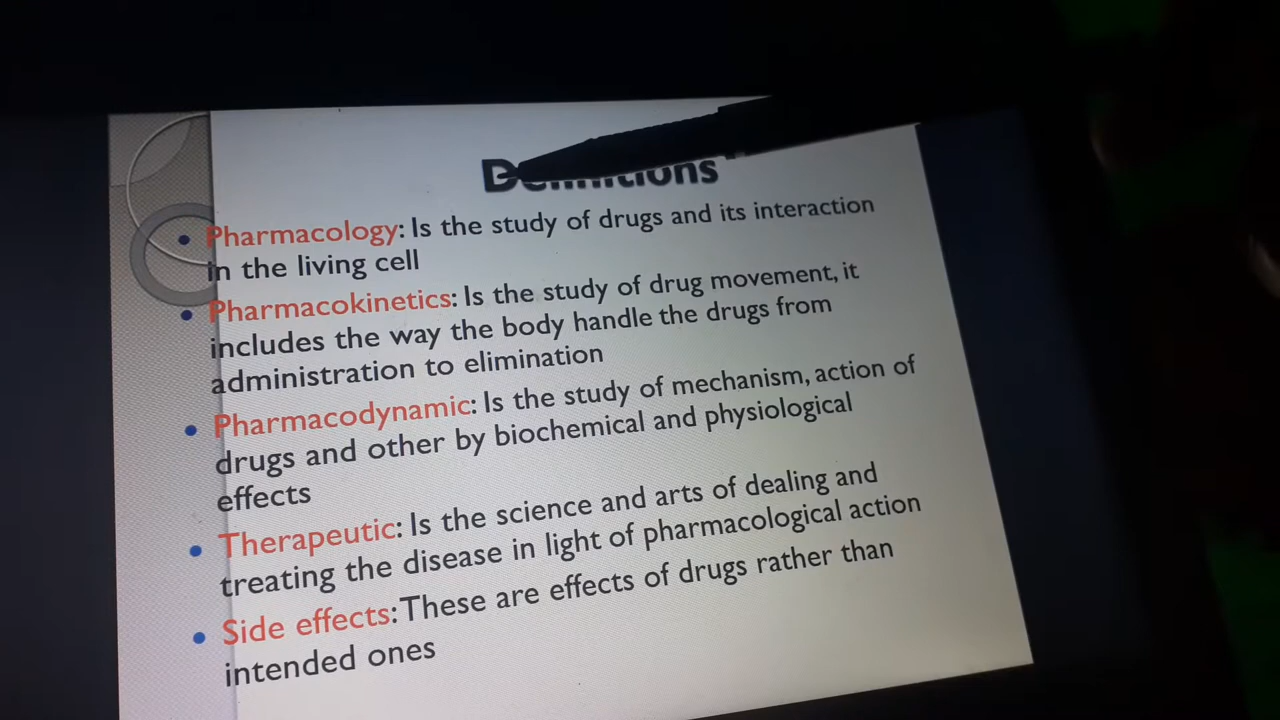 Definitions
• Pharmacology: Is the study of drugs and its interaction
in the living cell
• Pharmacokinetics: Is the study of drug movement, it
includes the way the body handle the drugs from
administration to elimination
• Pharmacodynamic: Is the study of mechanism, action of
drugs and other by biochemical and physiological
effects
• Therapeutic: Is the science and arts of dealing and
treating the disease in light of pharmacological action
• Side effects: These are effects of drugs rather than
intended ones